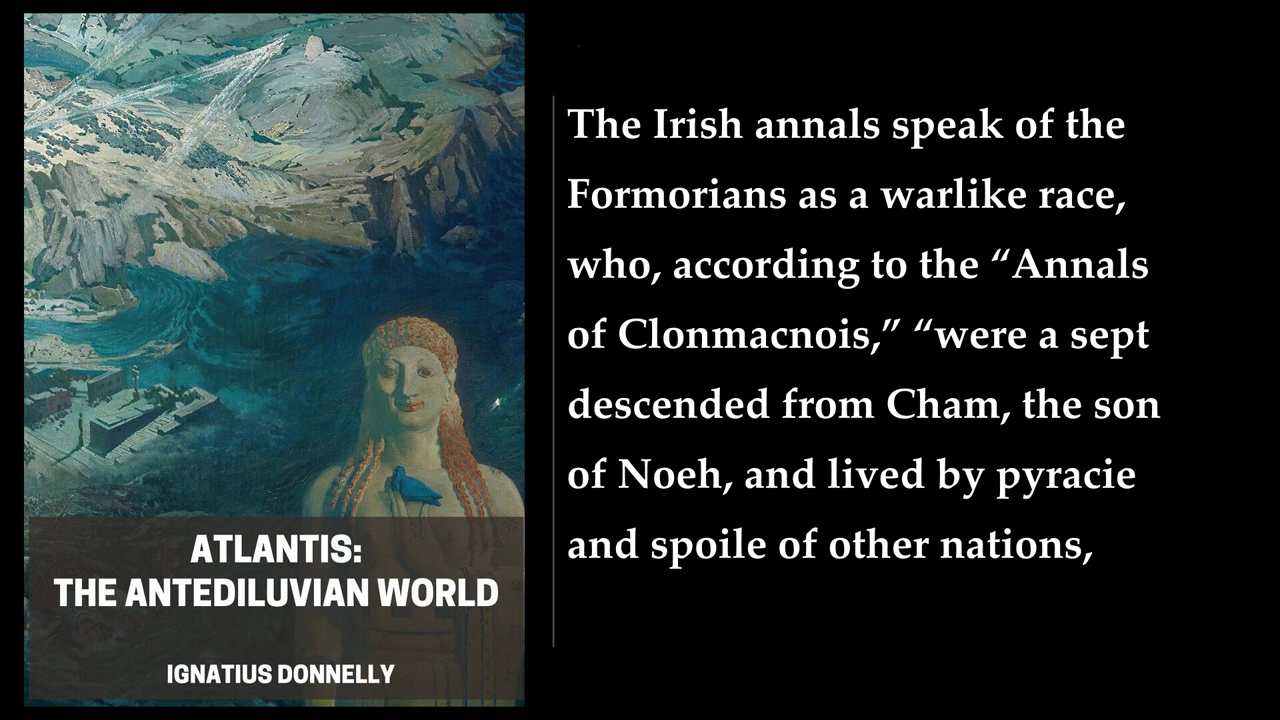 ATLANTIS:
THE ANTEDILUVIAN WORLD
IGNATIUS DONNELLY
The Irish annals speak of the
Formorians as a warlike race,
who, according to the “Annals
of Clonmacnois,” “were a sept
descended from Cham, the son
of Noeh, and lived by pyracie
and spoile of other nations,